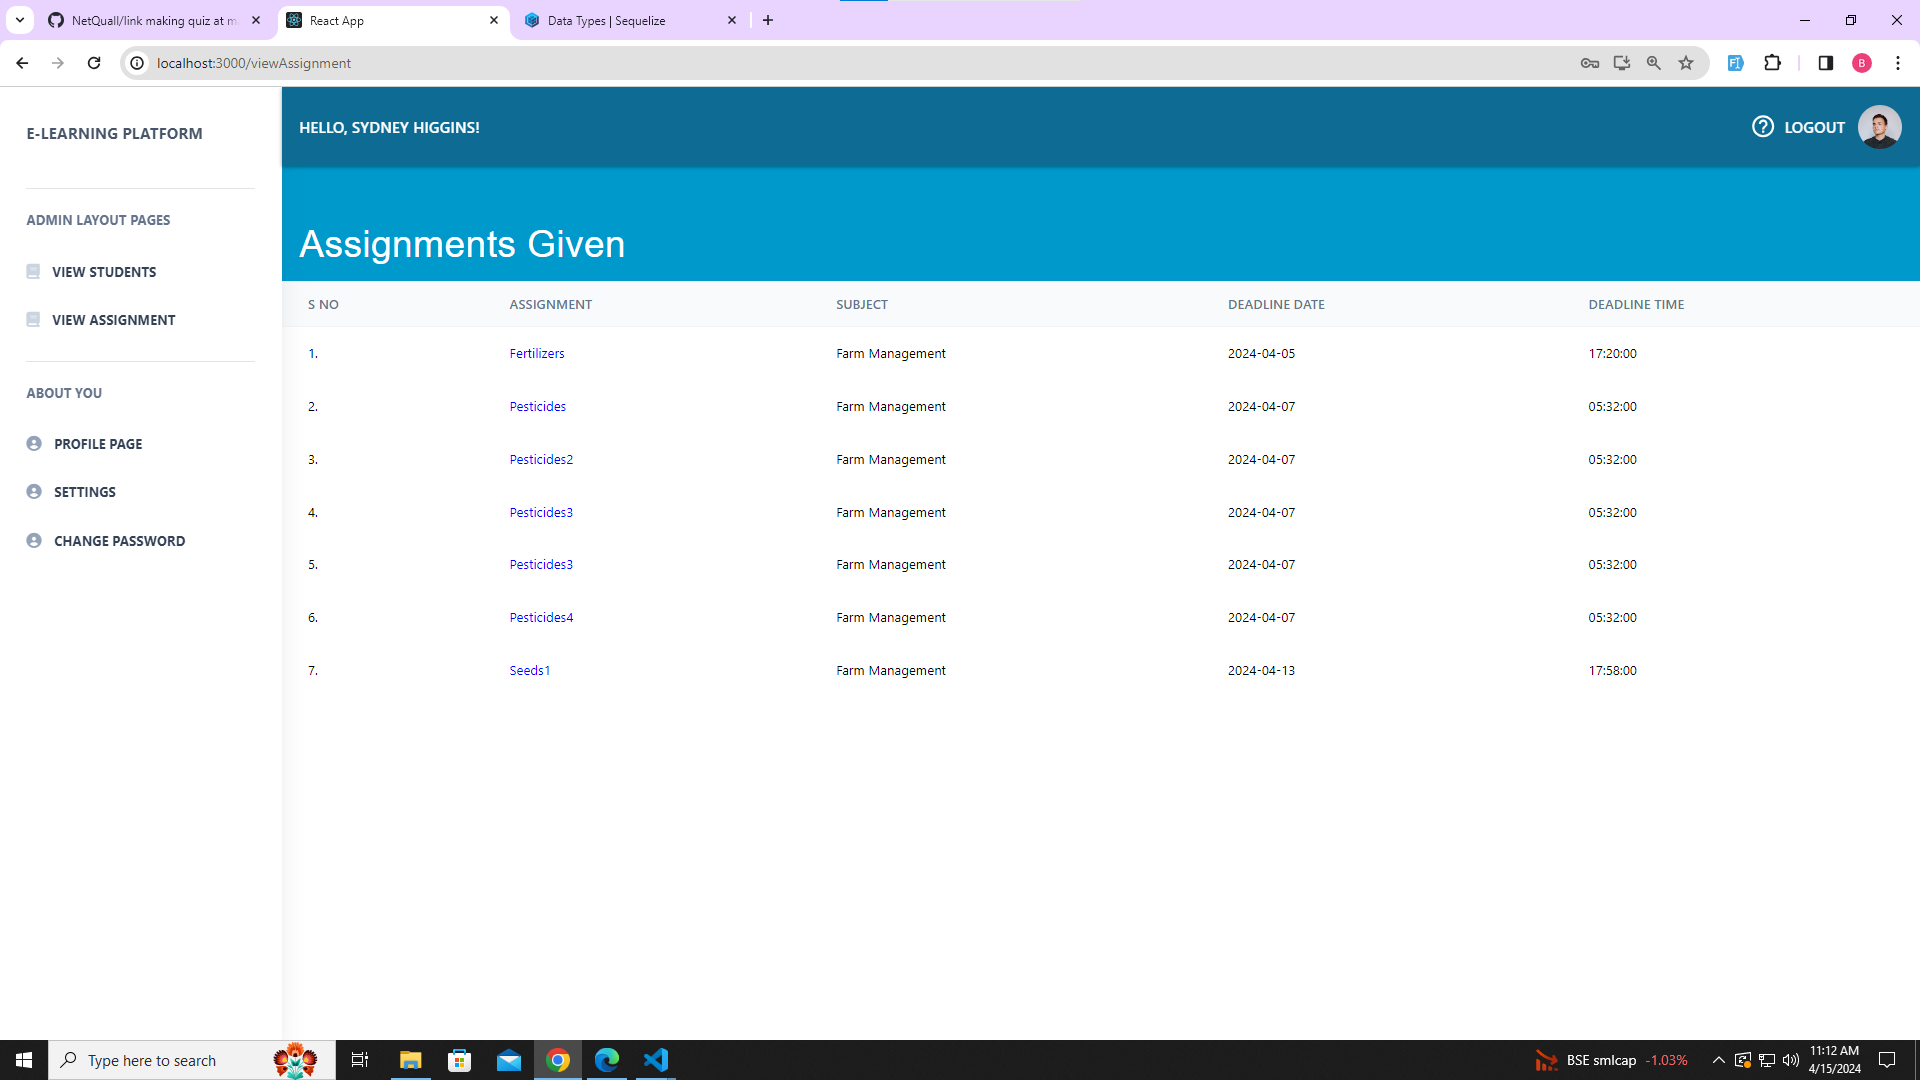 NetQuall/link making quiz at m
React App
Data Types | Sequelize
localhost:3000/viewAssignment
B
E-LEARNING PLATFORM
HELLO, SYDNEY HIGGINS!
LOGOUT
ADMIN LAYOUT PAGES
VIEW STUDENTS
VIEW ASSIGNMENT
ABOUT YOU
PROFILE PAGE
SETTINGS
CHANGE PASSWORD
Assignments Given
S NO ASSIGNMENT SUBJECT DEADLINE DATE DEADLINE TIME
1. Fertilizers Farm Management 2024-04-05 17:20:00
2. Pesticides Farm Management 2024-04-07 05:32:00
3. Pesticides2 Farm Management 2024-04-07 05:32:00
4. Pesticides3 Farm Management 2024-04-07 05:32:00
5. Pesticides3 Farm Management 2024-04-07 05:32:00
6. Pesticides4 Farm Management 2024-04-07 05:32:00
7. Seeds1 Farm Management 2024-04-13 17:58:00
Type here to search
BSE smlcap -1.03%
11:12 AM
4/15/2024